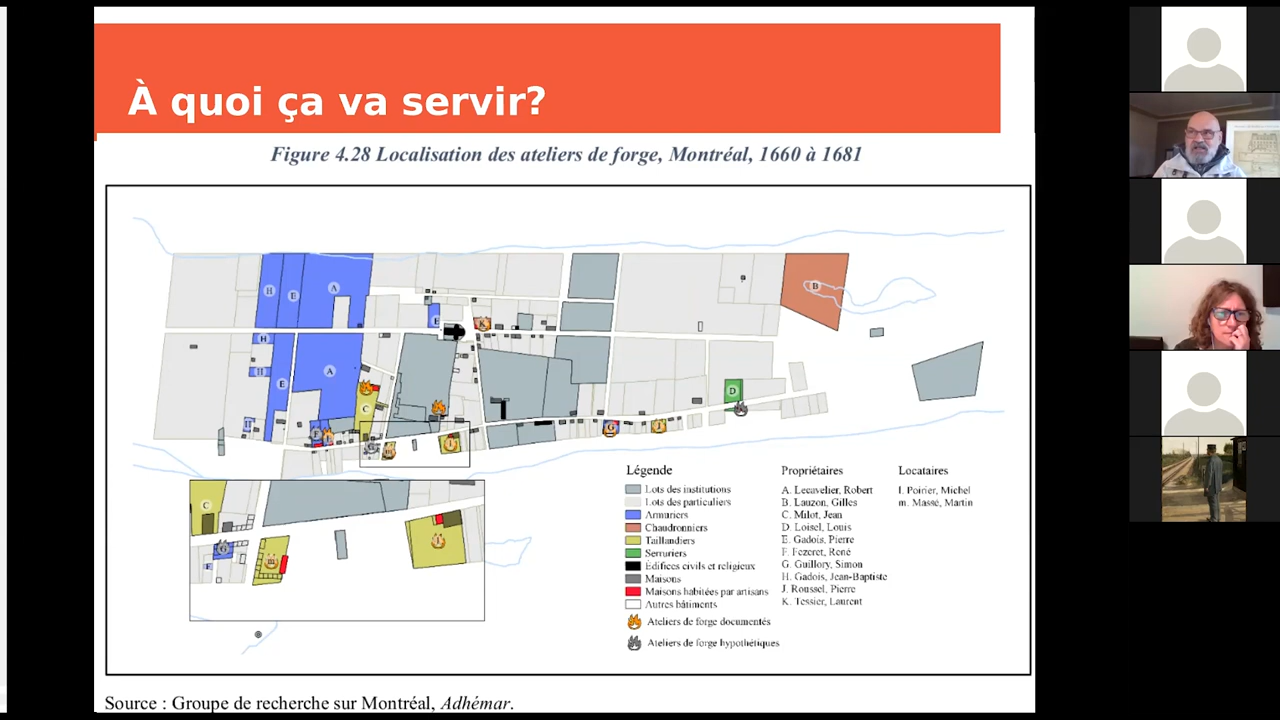 À quoi ça va servir?
Figure 4.28 Localisation des ateliers de forge, Montréal, 1660 à 1681
H
E
A
B
E
K
H
H
A
E
C
D
F
G
J
I
Légende
Lots des institutions
Lots des particuliers
Armuriers
Chaudronniers
Taillandiers
Serruriers
Édifices civils et religieux
Maisons
Maisons habitées par artisans
Autres bâtiments
Ateliers de forge documentés
Ateliers de forge hypothétiques
Propriétaires
A. Lecavelier, Robert
B. Lauzon, Gilles
C. Milot, Jean
D. Loisel, Louis
E. Gadois, Pierre
F. Fezeret, René
G. Guillory, Simon
H. Gadois, Jean-Baptiste
J. Roussel, Pierre
K. Tessier, Laurent
Locataires
l. Poirier, Michel
m. Massé, Martin
C
G
E
m
I
Source : Groupe de recherche sur Montréal, Adhémar.